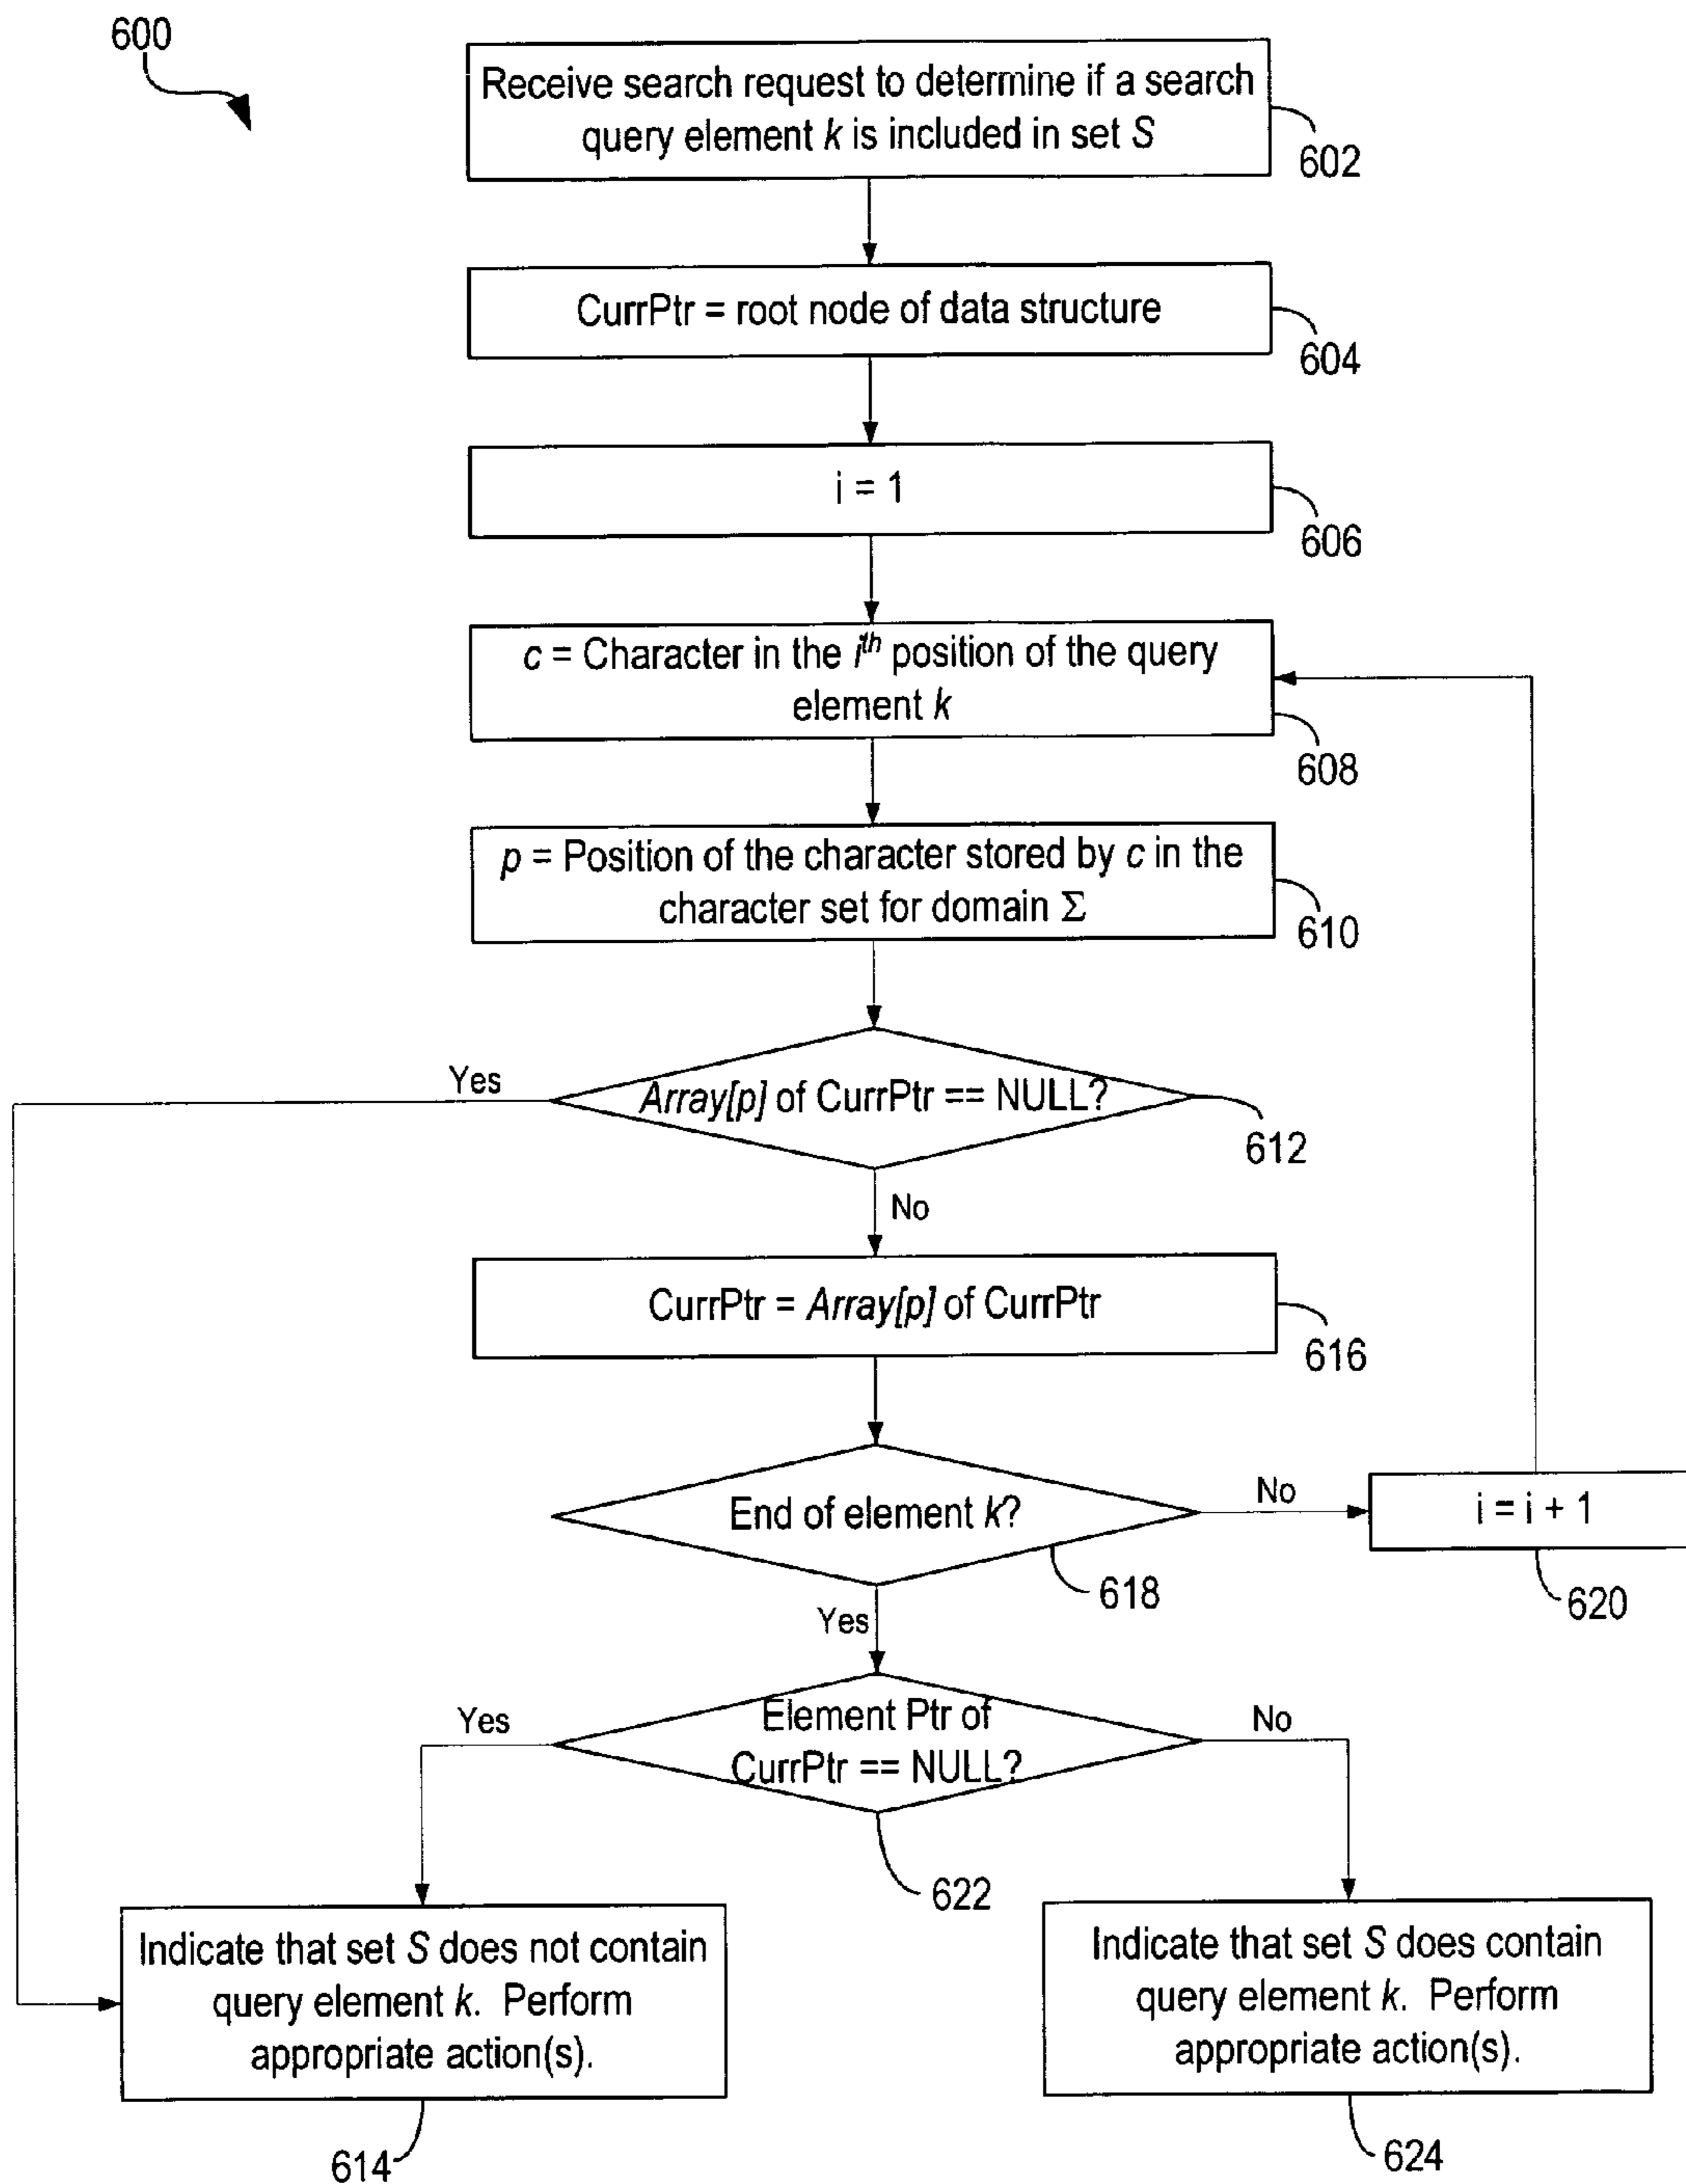 600
Receive search request to determine if a search
query element k is included in set S
602
CurrPtr = root node of data structure
604
i = 1
606
c = Character in the ith position of the query
element k
608
p = Position of the character stored by c in the
character set for domain Σ
610
Yes
Array[p] of CurrPtr == NULL?
612
No
CurrPtr = Array[p] of CurrPtr
616
End of element k?
No
i = i + 1
618
620
Yes
Yes
Element Ptr of
CurrPtr == NULL?
No
622
Indicate that set S does not contain
query element k. Perform
appropriate action(s).
614
Indicate that set S does contain
query element k. Perform
appropriate action(s).
624